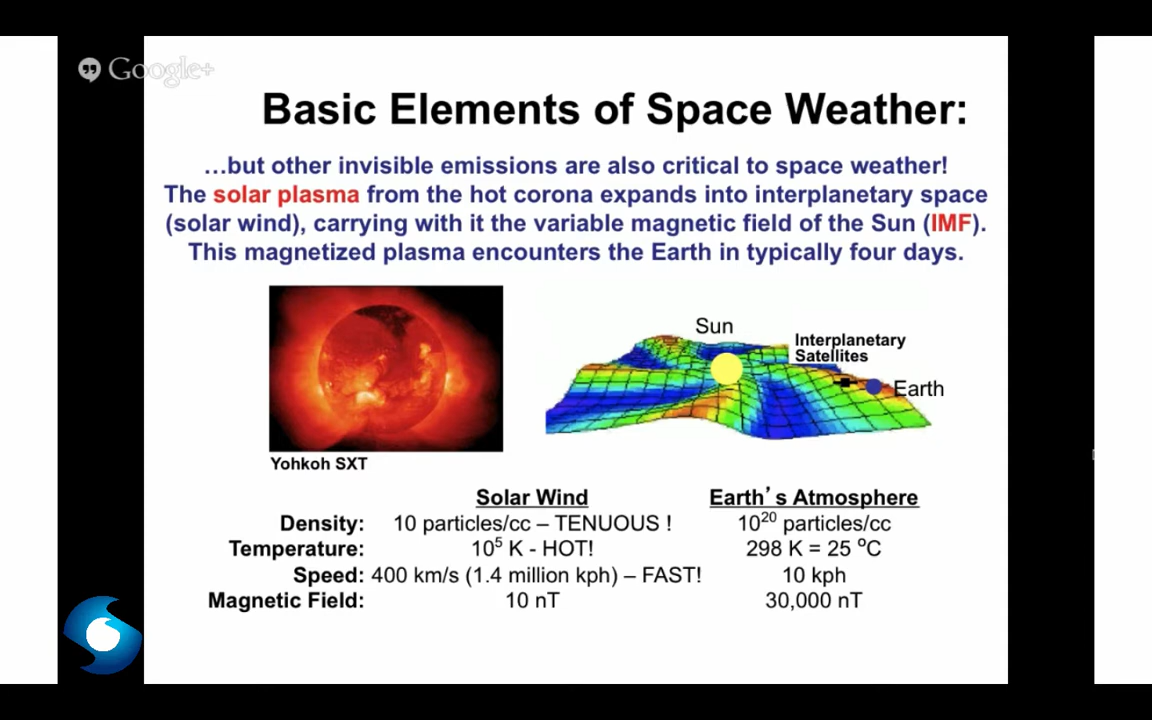 Google+
Basic Elements of Space Weather:
…but other invisible emissions are also critical to space weather!
The solar plasma from the hot corona expands into interplanetary space
(solar wind), carrying with it the variable magnetic field of the Sun (IMF).
This magnetized plasma encounters the Earth in typically four days.
Sun
Interplanetary
Satellites
Earth
Yohkoh SXT
Solar Wind Earth’s Atmosphere
Density: 10 particles/cc – TENUOUS ! 10²⁰ particles/cc
Temperature: 10⁵ K - HOT! 298 K = 25 ºC
Speed: 400 km/s (1.4 million kph) – FAST! 10 kph
Magnetic Field: 10 nT 30,000 nT